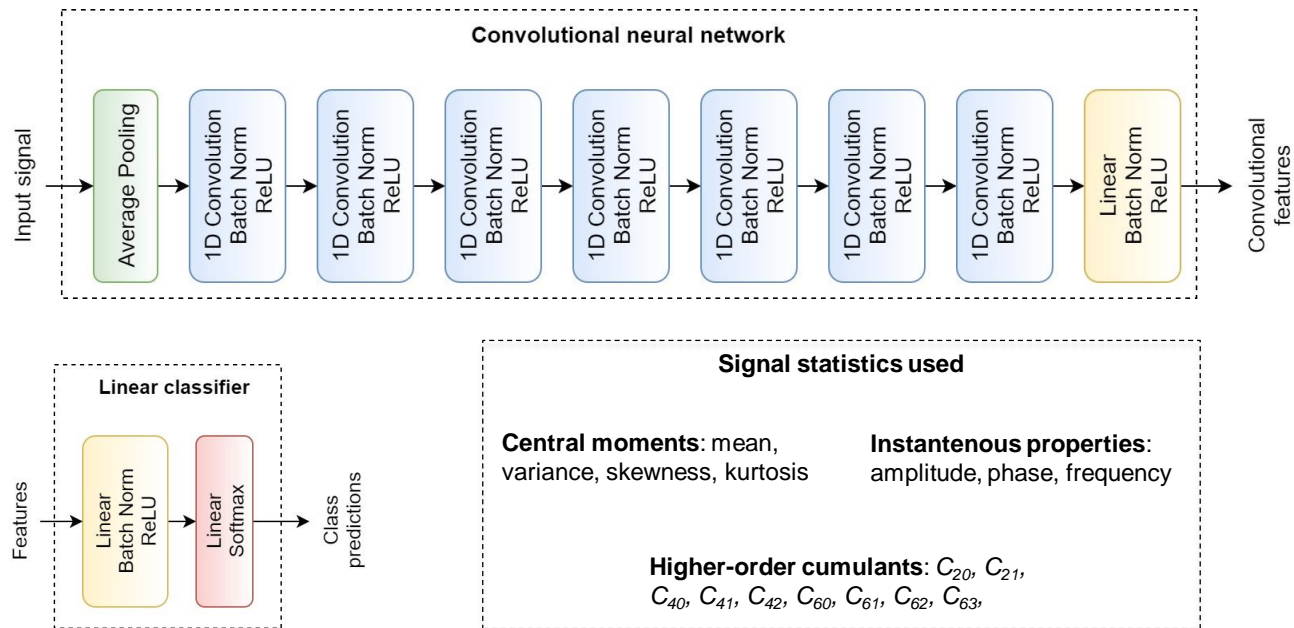 Convolutional neural network
Input signal
Average Pooling
1D Convolution
Batch Norm
ReLU
1D Convolution
Batch Norm
ReLU
1D Convolution
Batch Norm
ReLU
1D Convolution
Batch Norm
ReLU
1D Convolution
Batch Norm
ReLU
1D Convolution
Batch Norm
ReLU
1D Convolution
Batch Norm
ReLU
Linear
Batch Norm
ReLU
Convolutional
features
Linear classifier
Features
Linear
Batch Norm
ReLU
Linear
Softmax
Class
predictions
Signal statistics used
Central moments: mean,
variance, skewness, kurtosis
Instantenous properties:
amplitude, phase, frequency
Higher-order cumulants: C20, C21,
C40, C41, C42, C60, C61, C62, C63,